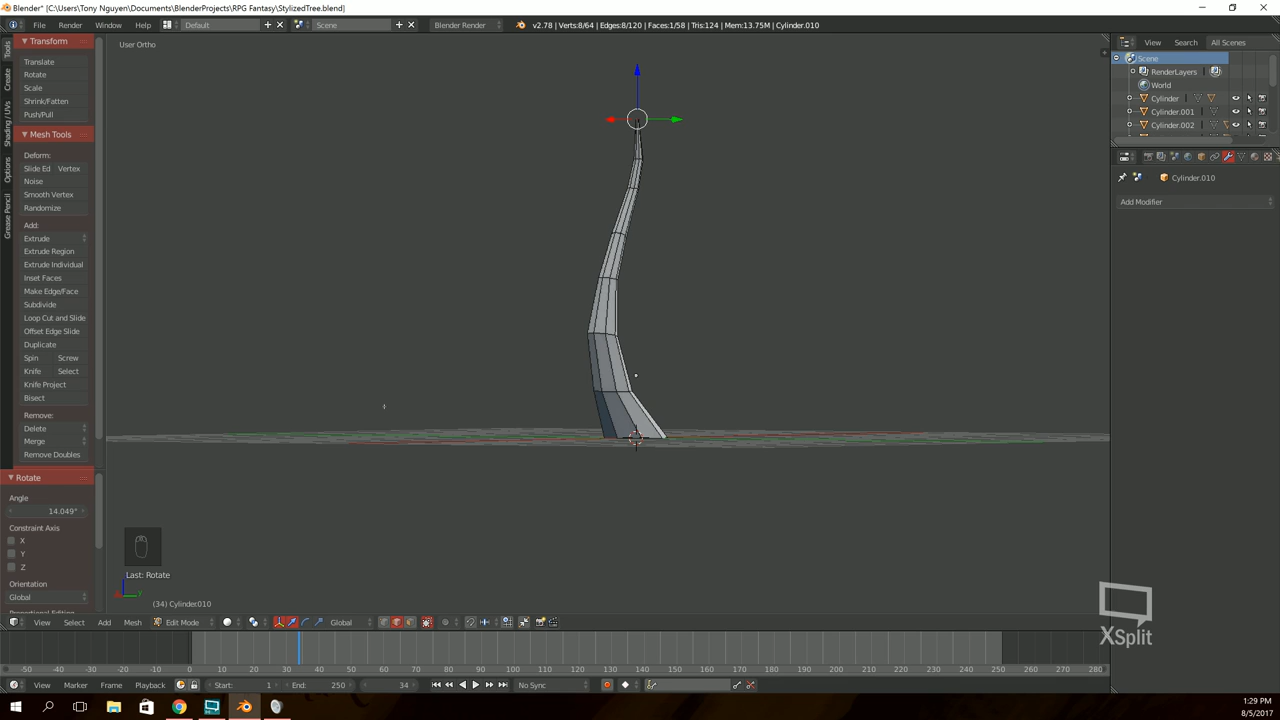 Blender* [C:\Users\Tony Nguyen\Documents\BlenderProjects\RPG Fantasy\StylizedTree.blend]
File Render Window Help Default Scene Blender Render v2.78 | Verts:8/64 | Edges:8/120 | Faces:1/58 | Tris:124 | Mem:13.75M | Cylinder.010
Transform
User Ortho
View Search All Scenes
Scene
Translate
RenderLayers
Rotate
World
Scale
Cylinder
Shrink/Fatten
Cylinder.001
Push/Pull
Cylinder.002
Mesh Tools
Deform:
Slide Ed Vertex
Cylinder.010
Noise
Smooth Vertex
Add Modifier
Randomize
Add:
Extrude
Extrude Region
Extrude Individual
Inset Faces
Make Edge/Face
Subdivide
Loop Cut and Slide
Offset Edge Slide
Duplicate
Spin Screw
Knife Select
Knife Project
Bisect
Remove:
Delete
Merge
Remove Doubles
Tools
Create
Shading / UVs
Options
Grease Pencil
Rotate
Angle
14.049°
Constraint Axis
X
Y
Z
Orientation
Global
Last: Rotate
(34) Cylinder.010
XSplit
View Select Add Mesh Edit Mode Global
-50 -40 -30 -20 -10 0 10 20 30 40 50 60 70 80 90 100 110 120 130 140 150 160 170 180 190 200 210 220 230 240 250 260 270 280
View Marker Frame Playback Start: 1 End: 250 34 No Sync
1:29 PM
8/5/2017